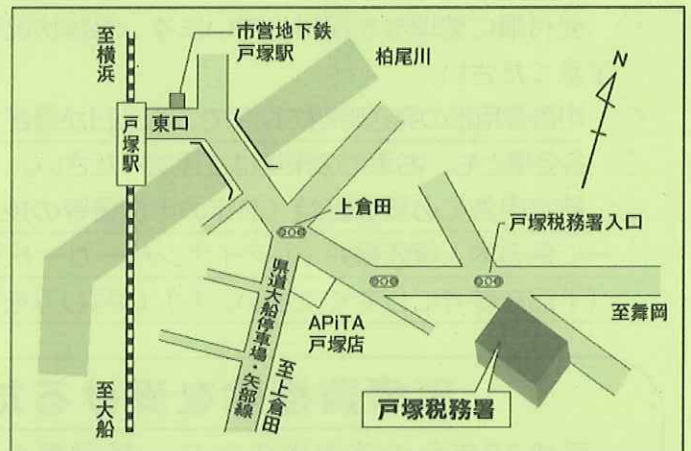 至横浜
戸塚駅
至大船
東口
市営地下鉄
戸塚駅
柏尾川
N
上倉田
戸塚税務署入口
至舞岡
APiTA
戸塚店
県道大船停車場・矢部線
至上倉田
戸塚税務署